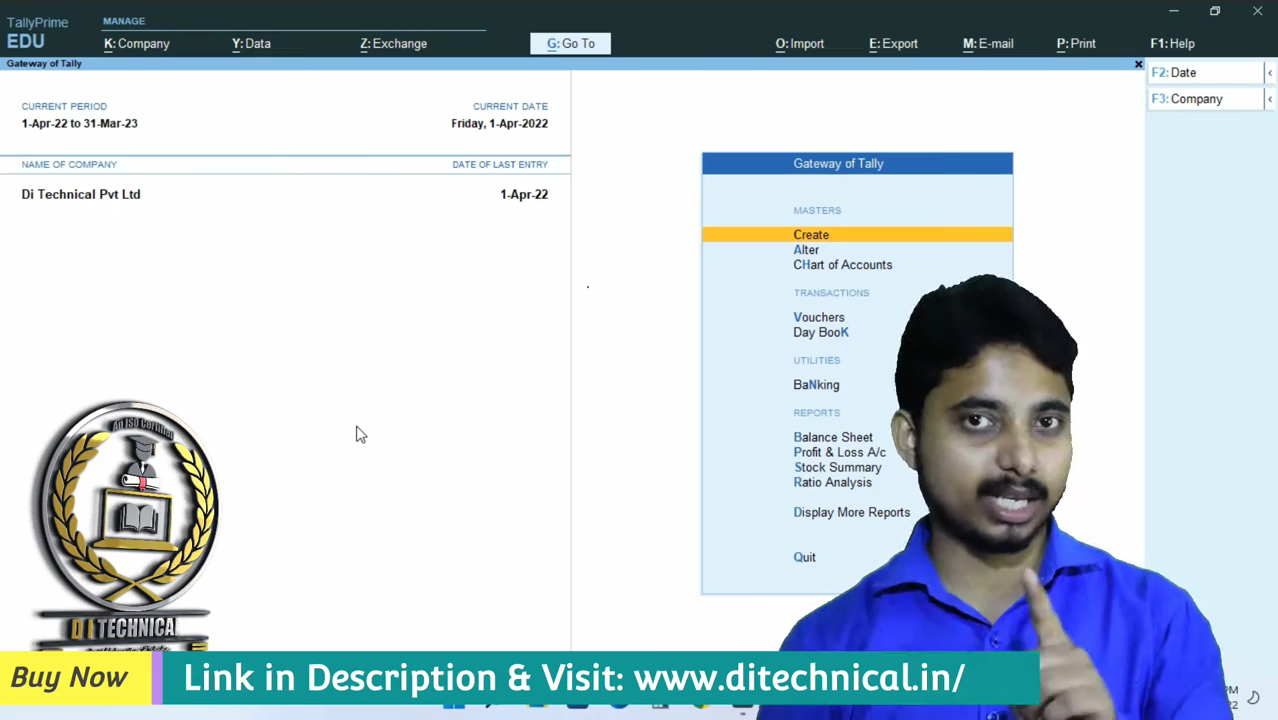 TallyPrime
EDU
MANAGE
K: Company
Y: Data
Z: Exchange
G: Go To
O: Import
E: Export
M: E-mail
P: Print
F1: Help
Gateway of Tally
F2: Date
F3: Company
CURRENT PERIOD
CURRENT DATE
1-Apr-22 to 31-Mar-23
Friday, 1-Apr-2022
NAME OF COMPANY
DATE OF LAST ENTRY
Di Technical Pvt Ltd
1-Apr-22
Gateway of Tally
MASTERS
Create
Alter
CHart of Accounts
TRANSACTIONS
Vouchers
Day BooK
UTILITIES
BaNking
REPORTS
Balance Sheet
Profit & Loss A/c
Stock Summary
Ratio Analysis
Display More Reports
Quit
An ISO Certified
DI TECHNICAL
Buy Now
Link in Description & Visit: www.ditechnical.in/